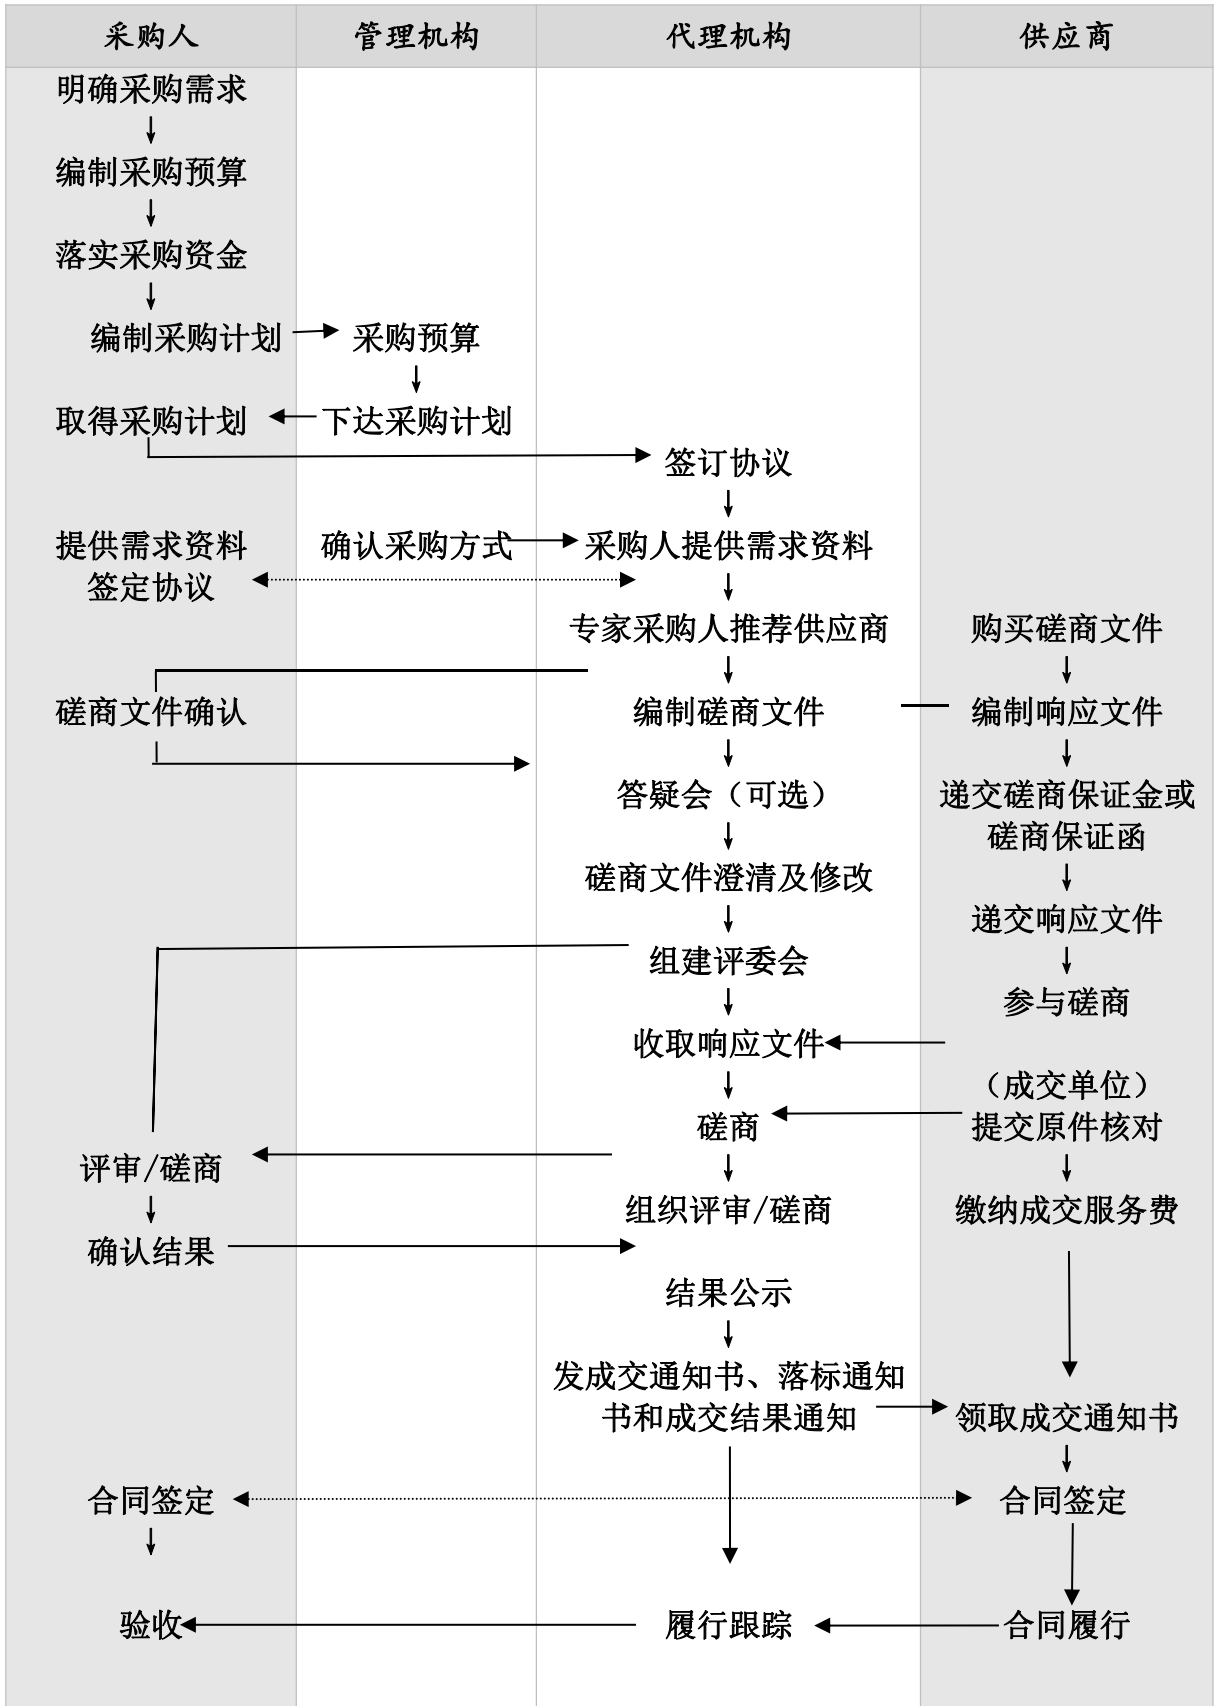 采购人 管理机构 代理机构 供应商
明确采购需求
编制采购预算
落实采购资金
编制采购计划 采购预算
取得采购计划 下达采购计划
签订协议
提供需求资料 确认采购方式 采购人提供需求资料
签定协议
专家采购人推荐供应商 购买磋商文件
磋商文件确认 编制磋商文件 编制响应文件
答疑会（可选） 递交磋商保证金或
磋商保证函
磋商文件澄清及修改
递交响应文件
组建评委会
参与磋商
收取响应文件
（成交单位）
磋商 提交原件核对
评审/磋商
组织评审/磋商 缴纳成交服务费
确认结果
结果公示
发成交通知书、落标通知
书和成交结果通知 领取成交通知书
合同签定 合同签定
验收 履行跟踪 合同履行